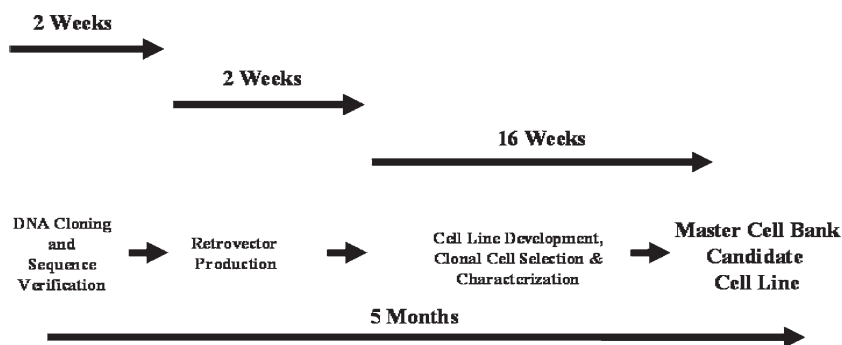 2 Weeks
2 Weeks
16 Weeks
DNA Cloning
and
Sequence
Verification
Retrovector
Production
Cell Line Development,
Clonal Cell Selection &
Characterization
Master Cell Bank
Candidate
Cell Line
5 Months